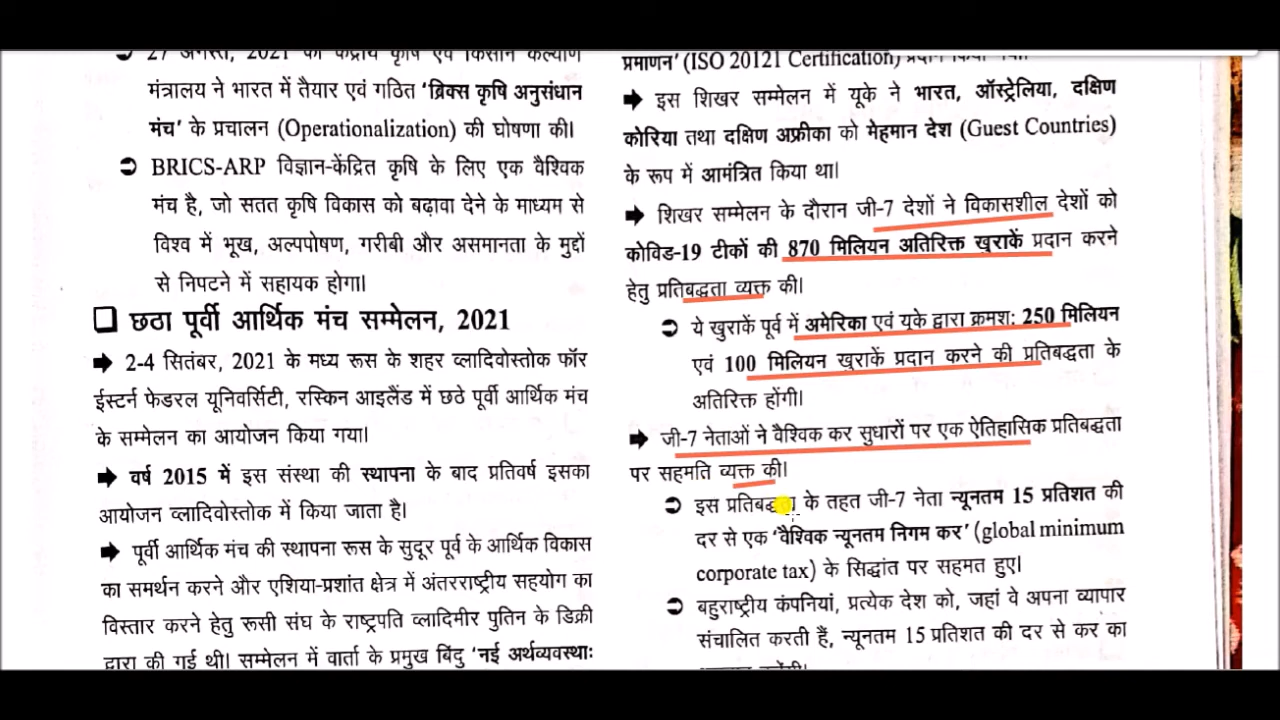 27 अगस्त, 2021 को केंद्रीय कृषि एवं किसान कल्याण
मंत्रालय ने भारत में तैयार एवं गठित 'ब्रिक्स कृषि अनुसंधान
मंच' के प्रचालन (Operationalization) की घोषणा की।
➲ BRICS-ARP विज्ञान-केंद्रित कृषि के लिए एक वैश्विक
मंच है, जो सतत कृषि विकास को बढ़ावा देने के माध्यम से
विश्व में भूख, अल्पपोषण, गरीबी और असमानता के मुद्दों
से निपटने में सहायक होगा।
❑ छठा पूर्वी आर्थिक मंच सम्मेलन, 2021
➡ 2-4 सितंबर, 2021 के मध्य रूस के शहर व्लादिवोस्तोक फॉर
ईस्टर्न फेडरल यूनिवर्सिटी, रस्किन आइलैंड में छठे पूर्वी आर्थिक मंच
के सम्मेलन का आयोजन किया गया।
➡ वर्ष 2015 में इस संस्था की स्थापना के बाद प्रतिवर्ष इसका
आयोजन व्लादिवोस्तोक में किया जाता है।
➡ पूर्वी आर्थिक मंच की स्थापना रूस के सुदूर पूर्व के आर्थिक विकास
का समर्थन करने और एशिया-प्रशांत क्षेत्र में अंतरराष्ट्रीय सहयोग का
विस्तार करने हेतु रूसी संघ के राष्ट्रपति व्लादिमीर पुतिन के डिक्री
द्वारा की गई थी। सम्मेलन में वार्ता के प्रमुख बिंदु 'नई अर्थव्यवस्थाः
प्रमाणन' (ISO 20121 Certification) प्रदान किया गया।
➡ इस शिखर सम्मेलन में यूके ने भारत, ऑस्ट्रेलिया, दक्षिण
कोरिया तथा दक्षिण अफ्रीका को मेहमान देश (Guest Countries)
के रूप में आमंत्रित किया था।
➡ शिखर सम्मेलन के दौरान जी-7 देशों ने विकासशील देशों को
कोविड-19 टीकों की 870 मिलियन अतिरिक्त खुराकें प्रदान करने
हेतु प्रतिबद्धता व्यक्त की।
➲ ये खुराकें पूर्व में अमेरिका एवं यूके द्वारा क्रमशः 250 मिलियन
एवं 100 मिलियन खुराकें प्रदान करने की प्रतिबद्धता के
अतिरिक्त होंगी।
➡ जी-7 नेताओं ने वैश्विक कर सुधारों पर एक ऐतिहासिक प्रतिबद्धता
पर सहमति व्यक्त की।
➲ इस प्रतिबद्धता के तहत जी-7 नेता न्यूनतम 15 प्रतिशत की
दर से एक 'वैश्विक न्यूनतम निगम कर' (global minimum
corporate tax) के सिद्धांत पर सहमत हुए।
➲ बहुराष्ट्रीय कंपनियां, प्रत्येक देश को, जहां वे अपना व्यापार
संचालित करती हैं, न्यूनतम 15 प्रतिशत की दर से कर का